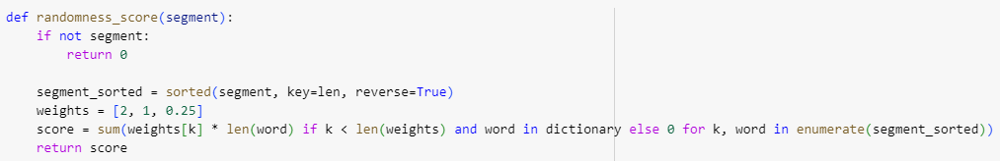 def randomness_score(segment):
    if not segment:
        return 0
    segment_sorted = sorted(segment, key=len, reverse=True)
    weights = [2, 1, 0.25]
    score = sum(weights[k] * len(word) if k < len(weights) and word in dictionary else 0 for k, word in enumerate(segment_sorted))
    return score